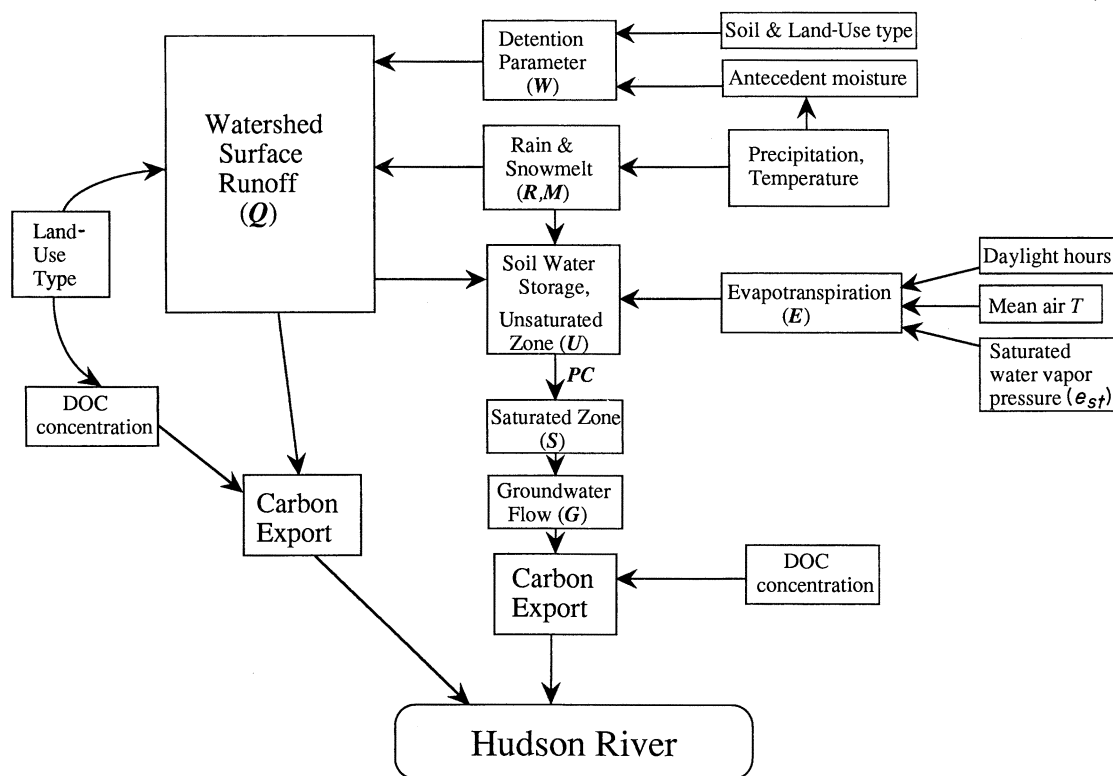 Soil & Land-Use type
Detention
Parameter
(W)
Antecedent moisture
Watershed
Surface
Runoff
(Q)
Rain &
Snowmelt
(R,M)
Precipitation,
Temperature
Land-
Use
Type
Soil Water
Storage,
Unsaturated
Zone (U)
Evapotranspiration
(E)
Daylight hours
Mean air T
Saturated
water vapor
pressure (est)
PC
DOC
concentration
Saturated Zone
(S)
Groundwater
Flow (G)
Carbon
Export
Carbon
Export
DOC
concentration
Hudson River